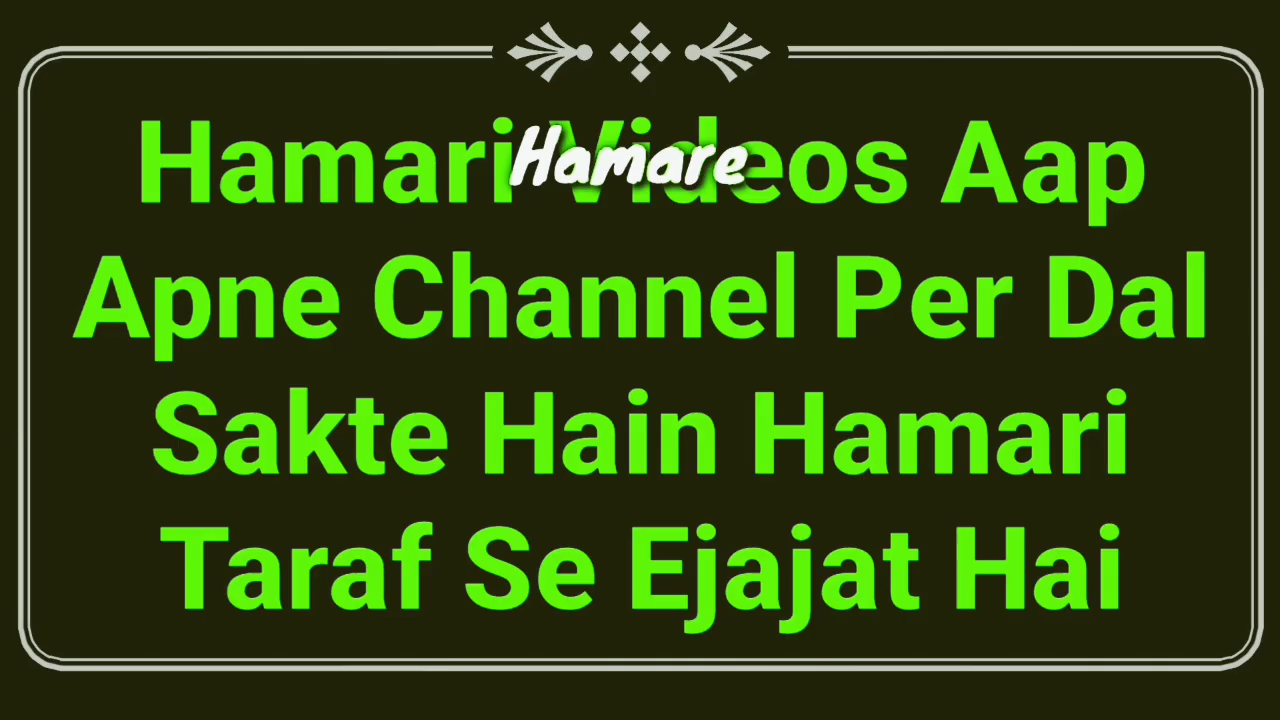 Hamari Videos Aap
Hamare
Apne Channel Per Dal
Sakte Hain Hamari
Taraf Se Ejajat Hai